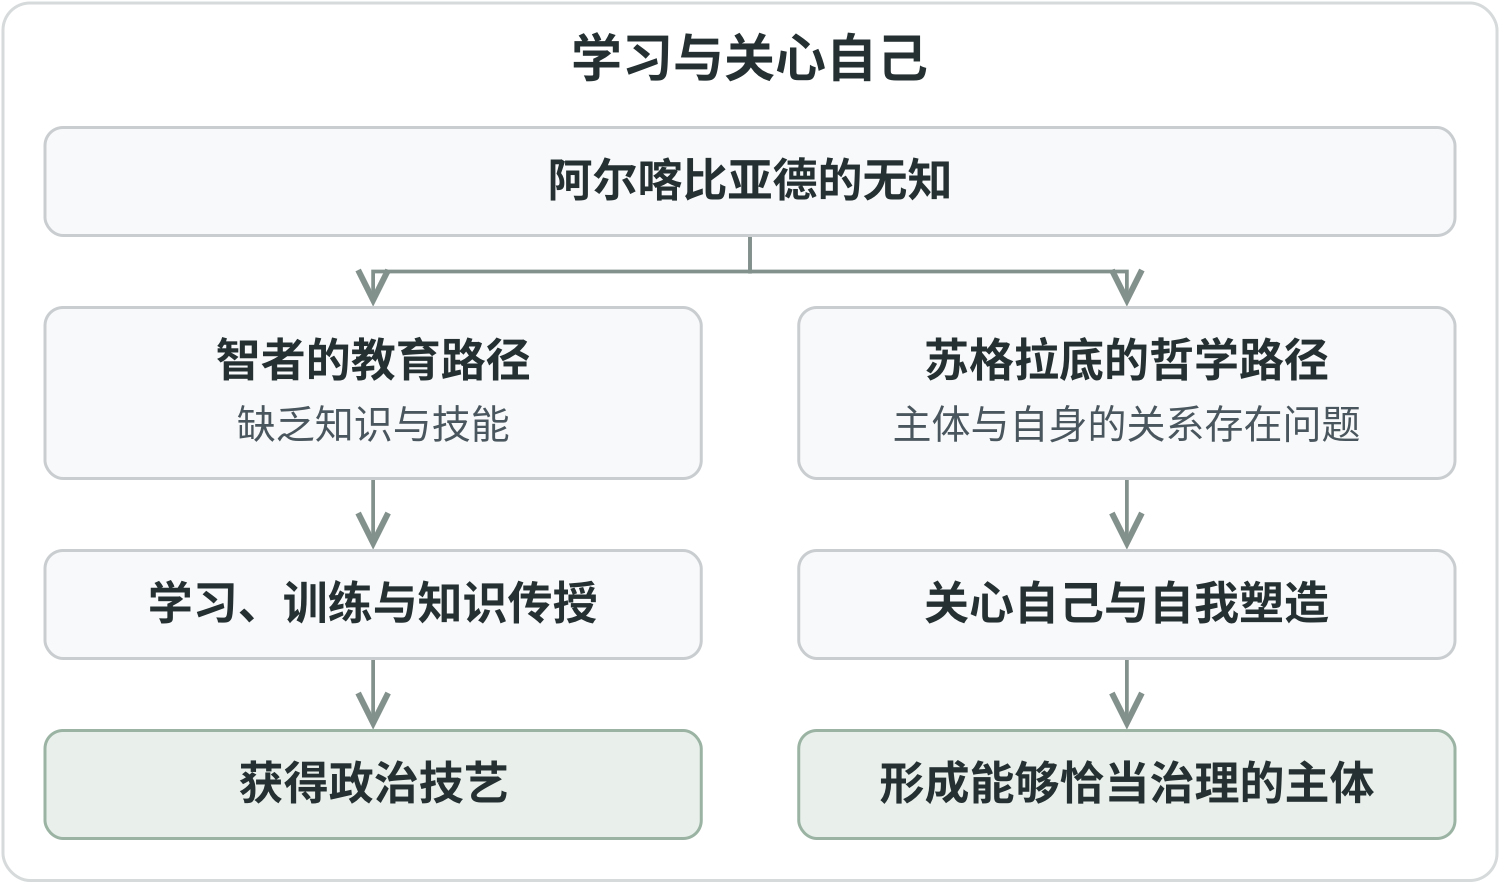 学习与关心自己
阿尔喀比亚德的无知
智者的教育路径
缺乏知识与技能
苏格拉底的哲学路径
主体与自身的关系存在问题
学习、训练与知识传授
关心自己与自我塑造
获得政治技艺
形成能够恰当治理的主体